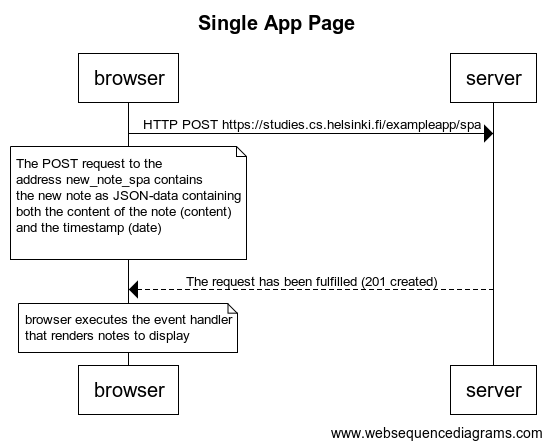 Single App Page
browser
server
HTTP POST https://studies.cs.helsinki.fi/exampleapp/spa
The POST request to the
address new_note_spa contains
the new note as JSON-data containing
both the content of the note (content)
and the timestamp (date)
The request has been fulfilled (201 created)
browser executes the event handler
that renders notes to display
browser
server
www.websequencediagrams.com